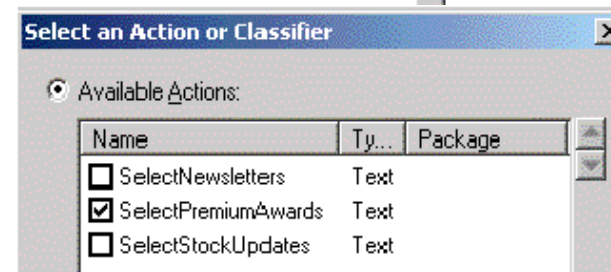 Select an Action or Classifier
Available Actions:
Name Ty... Package
SelectNewsletters Text
SelectPremiumAwards Text
SelectStockUpdates Text